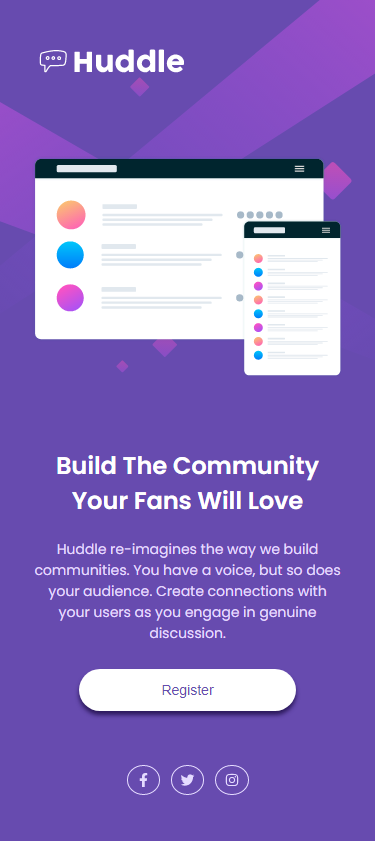 Huddle
Build The Community
Your Fans Will Love
Huddle re-imagines the way we build
communities. You have a voice, but so does
your audience. Create connections with
your users as you engage in genuine
discussion.
Register